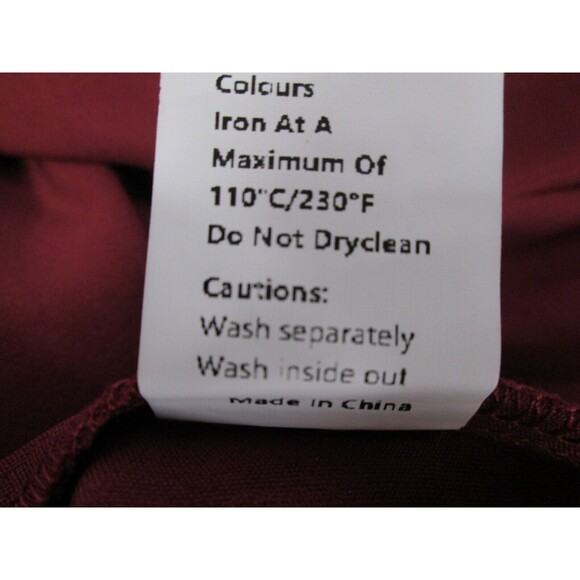 Colours
Iron At A
Maximum Of
110°C/230°F
Do Not Dryclean
Cautions:
Wash separately
Wash inside out
Made in China